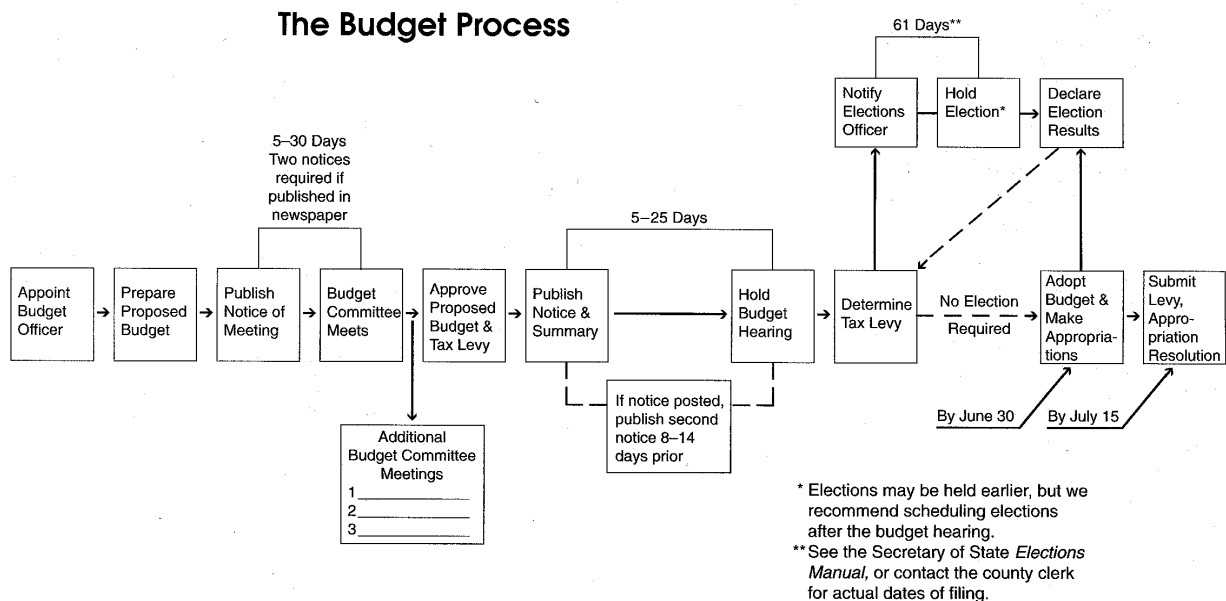 The Budget Process
61 Days**
Notify
Elections
Officer
Hold
Election*
Declare
Election
Results
5–30 Days
Two notices
required if
published in
newspaper
5–25 Days
Appoint
Budget
Officer
Prepare
Proposed
Budget
Publish
Notice of
Meeting
Budget
Committee
Meets
Approve
Proposed
Budget &
Tax Levy
Publish
Notice &
Summary
Hold
Budget
Hearing
Determine
Tax Levy
No Election
Required
Adopt
Budget &
Make
Appropria-
tions
Submit
Levy,
Appro-
priation
Resolution
If notice posted,
publish second
notice 8–14
days prior
By June 30
By July 15
Additional
Budget Committee
Meetings
1
2
3
* Elections may be held earlier, but we
recommend scheduling elections
after the budget hearing.
** See the Secretary of State Elections
Manual, or contact the county clerk
for actual dates of filing.